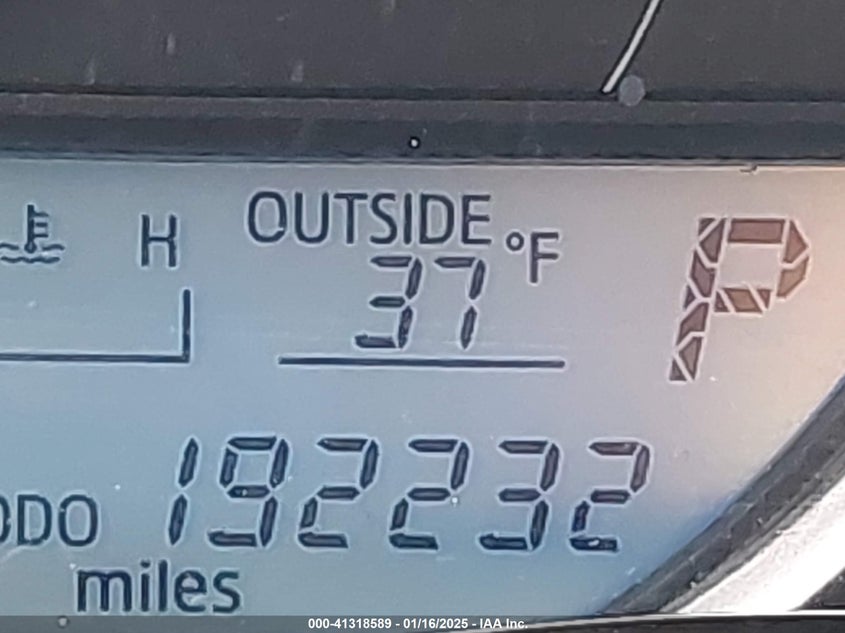 H
OUTSIDE
37 °F
P
ODO 192232
miles
000-41318589 - 01/16/2025 - IAA Inc.